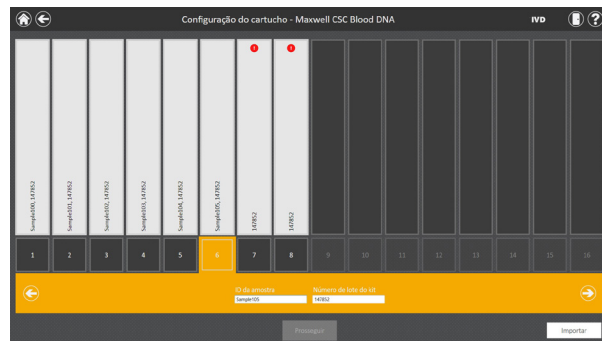 Configuração do cartucho - Maxwell CSC Blood DNA
IVD
?
!
!
Sample100, 147852
Sample101, 147852
Sample102, 147852
Sample103, 147852
Sample104, 147852
Sample105, 147852
147852
147852
1
2
3
4
5
6
7
8
9
10
11
12
13
14
15
16
ID da amostra
Número de lote do kit
Sample105
147852
Prosseguir
Importar